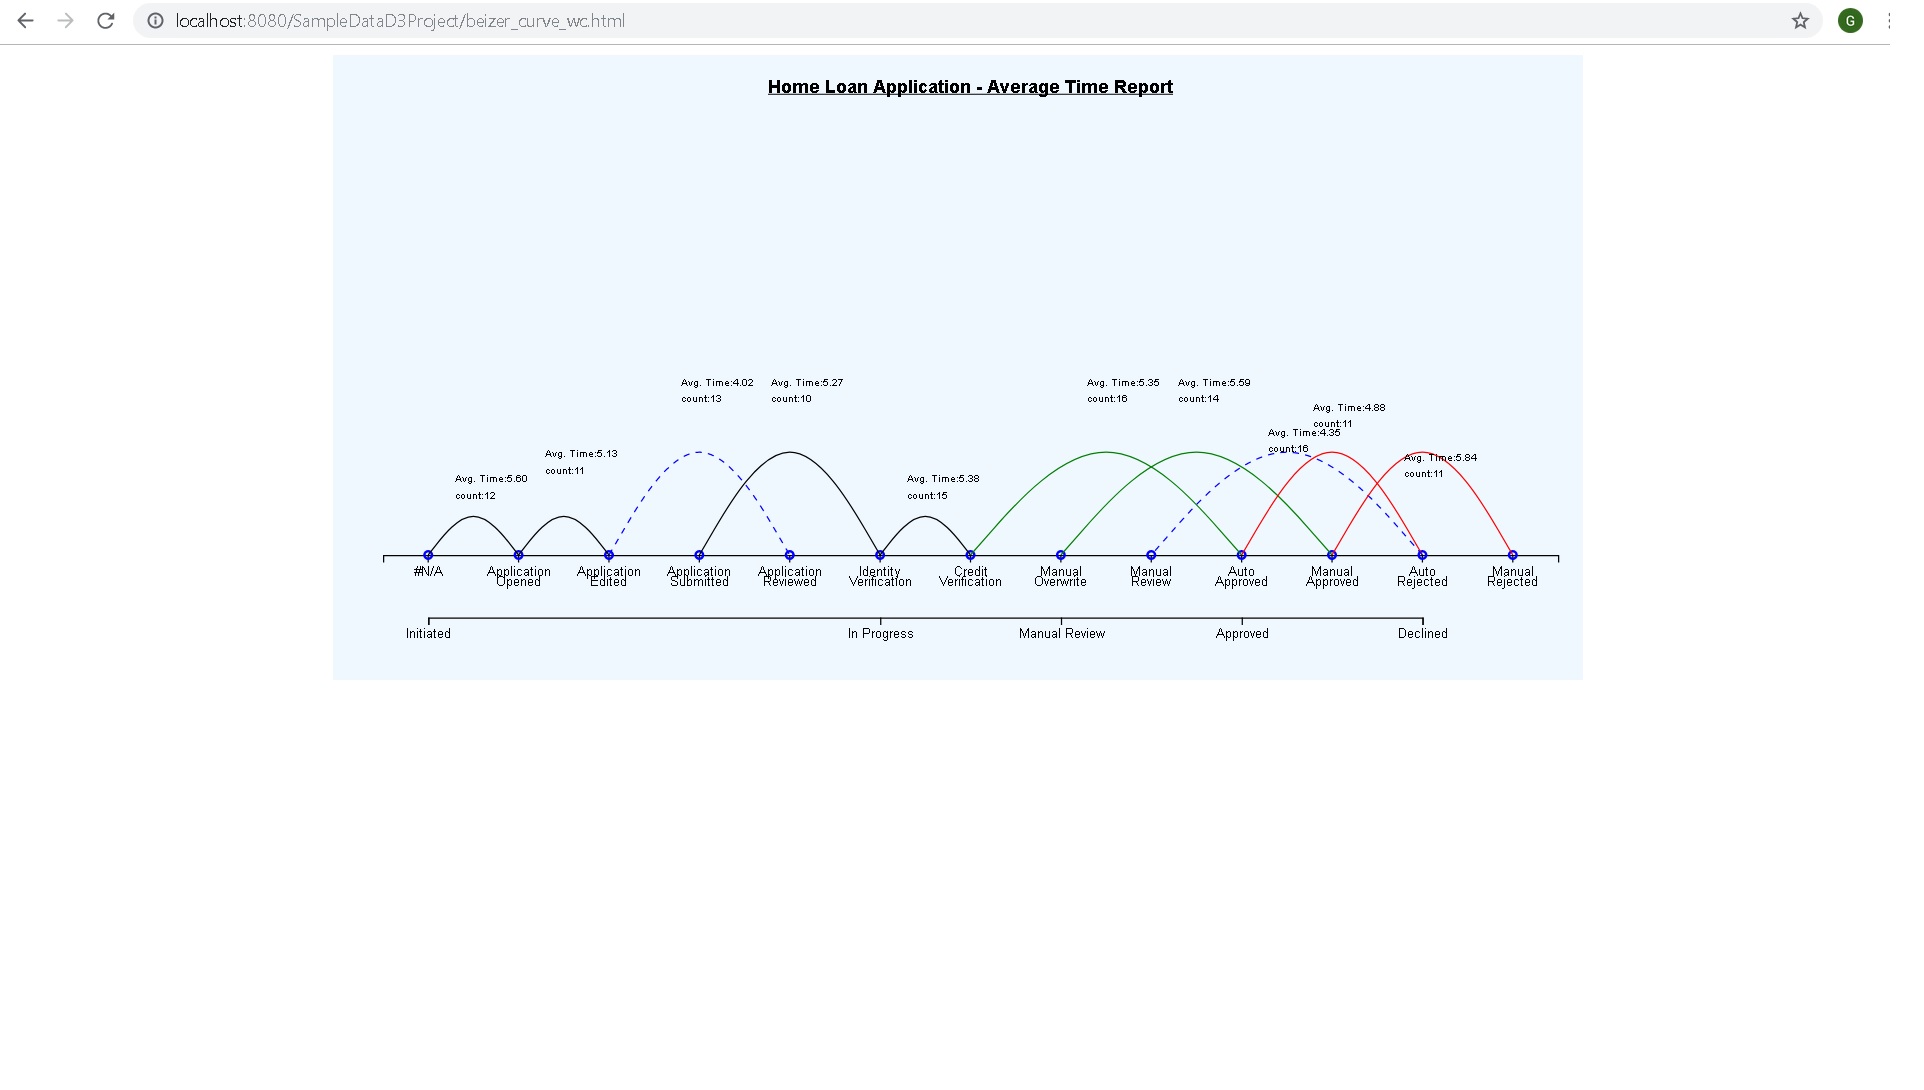 localhost:8080/SampleDataD3Project/beizer_curve_wc.html
G
Home Loan Application - Average Time Report
Avg. Time:4.02
count:13
Avg. Time:5.27
count:10
Avg. Time:5.35
count:16
Avg. Time:5.59
count:14
Avg. Time:4.88
count:11
Avg. Time:4.35
count:16
Avg. Time:5.13
count:11
Avg. Time:5.84
count:11
Avg. Time:5.60
count:12
Avg. Time:5.38
count:15
#N/A
Application
Opened
Application
Edited
Application
Submitted
Application
Reviewed
Identity
Verification
Credit
Verification
Manual
Overwrite
Manual
Review
Auto
Approved
Manual
Approved
Auto
Rejected
Manual
Rejected
Initiated
In Progress
Manual Review
Approved
Declined